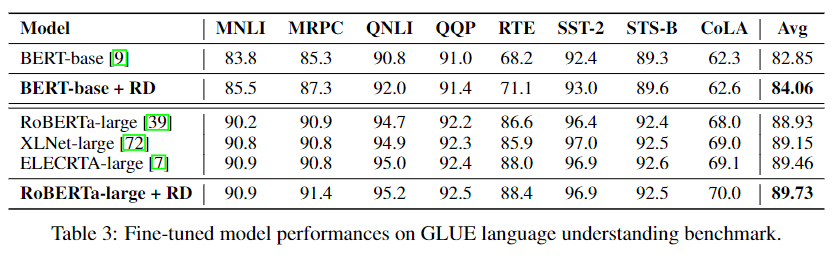 Model MNLI MRPC QNLI QQP RTE SST-2 STS-B CoLA Avg
BERT-base [9] 83.8 85.3 90.8 91.0 68.2 92.4 89.3 62.3 82.85
BERT-base + RD 85.5 87.3 92.0 91.4 71.1 93.0 89.6 62.6 84.06
RoBERTa-large [39] 90.2 90.9 94.7 92.2 86.6 96.4 92.4 68.0 88.93
XLNet-large [72] 90.8 90.8 94.9 92.3 85.9 97.0 92.5 69.0 89.15
ELECRTA-large [7] 90.9 90.8 95.0 92.4 88.0 96.9 92.6 69.1 89.46
RoBERTa-large + RD 90.9 91.4 95.2 92.5 88.4 96.9 92.5 70.0 89.73
Table 3: Fine-tuned model performances on GLUE language understanding benchmark.